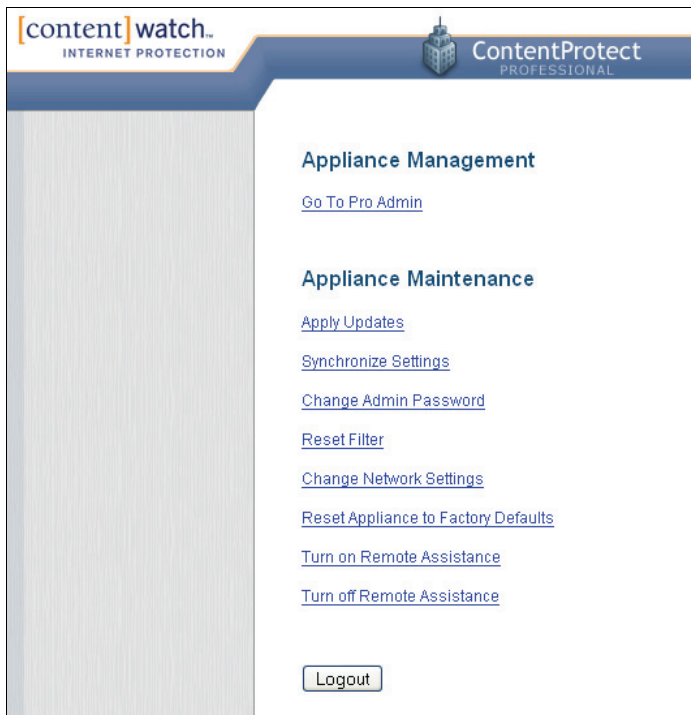 [content]watch™
INTERNET PROTECTION
ContentProtect
PROFESSIONAL
Appliance Management
Go To Pro Admin
Appliance Maintenance
Apply Updates
Synchronize Settings
Change Admin Password
Reset Filter
Change Network Settings
Reset Appliance to Factory Defaults
Turn on Remote Assistance
Turn off Remote Assistance
Logout